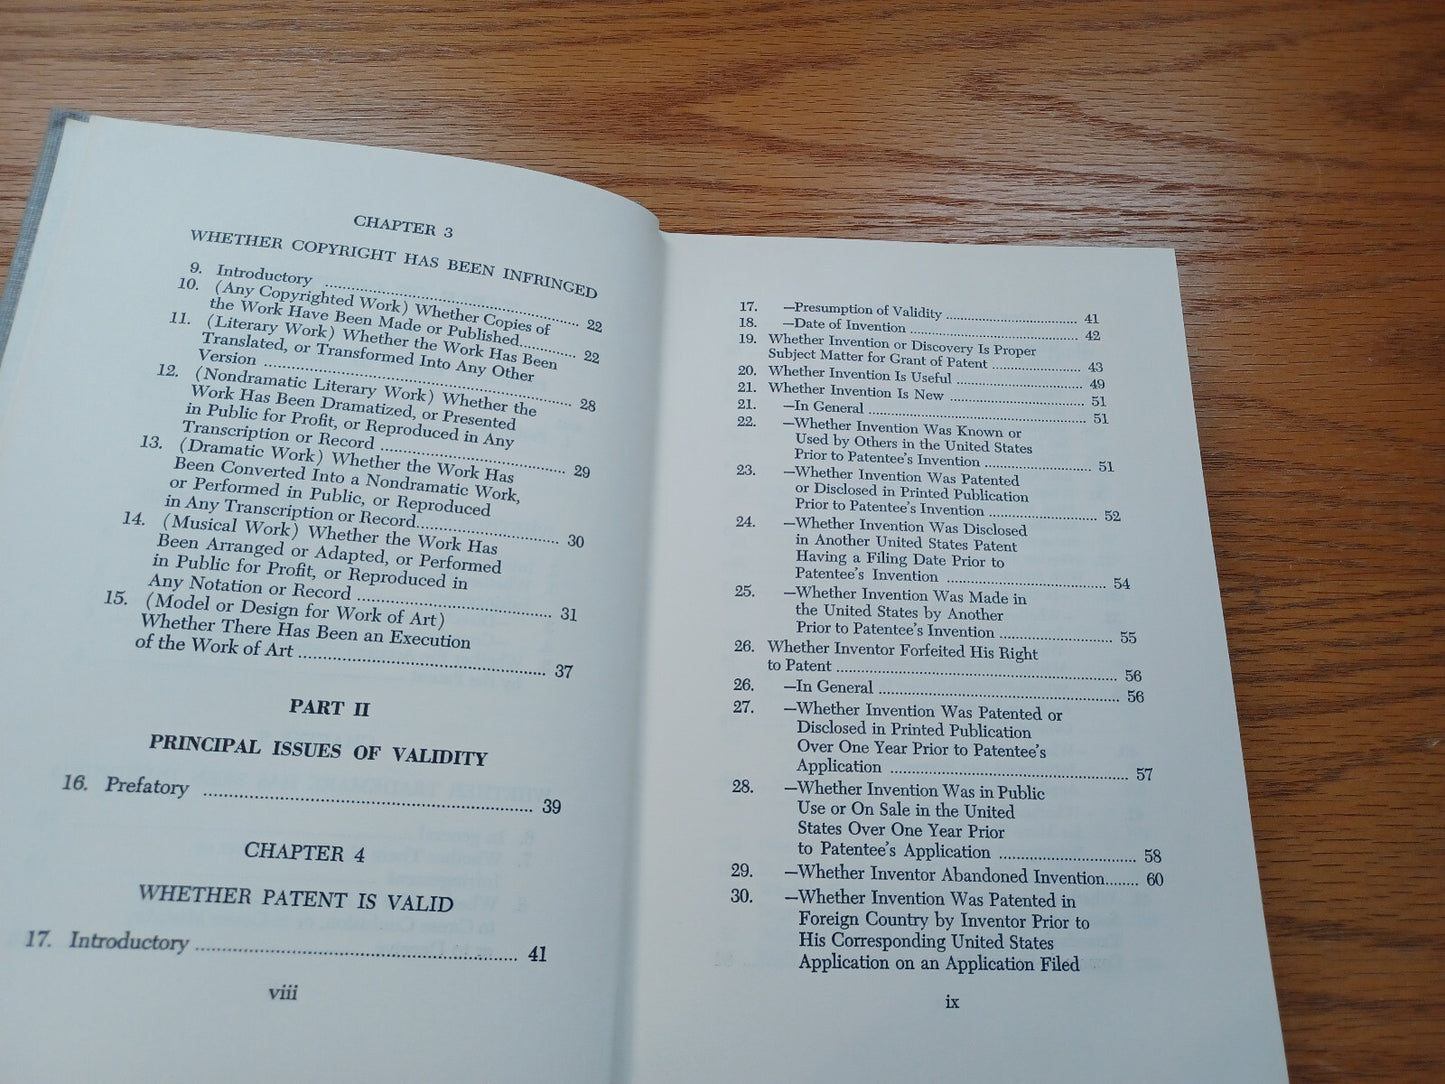 CHAPTER 3
WHETHER COPYRIGHT HAS BEEN INFRINGED
9. Introductory ........................................ 22
10. (Any Copyrighted Work) Whether Copies of
the Work Have Been Made or Published............ 22
11. (Literary Work) Whether the Work Has Been
Translated, or Transformed Into Any Other
Version ........................................ 28
12. (Nondramatic Literary Work) Whether the
Work Has Been Dramatized, or Presented
in Public for Profit, or Reproduced in Any
Transcription or Record ........................................ 29
13. (Dramatic Work) Whether the Work Has
Been Converted Into a Nondramatic Work,
or Performed in Public, or Reproduced
in Any Transcription or Record............................ 30
14. (Musical Work) Whether the Work Has
Been Arranged or Adapted, or Performed
in Public for Profit, or Reproduced in
Any Notation or Record ........................................ 31
15. (Model or Design for Work of Art)
Whether There Has Been an Execution
of the Work of Art ........................................ 37
PART II
PRINCIPAL ISSUES OF VALIDITY
16. Prefatory ........................................ 39
CHAPTER 4
WHETHER PATENT IS VALID
17. Introductory ........................................ 41
viii
17. —Presumption of Validity ............................ 41
18. —Date of Invention ................................ 42
19. Whether Invention or Discovery Is Proper
Subject Matter for Grant of Patent ........................ 43
20. Whether Invention Is Useful ............................ 49
21. Whether Invention Is New ............................ 51
21. —In General ........................................ 51
22. —Whether Invention Was Known or
Used by Others in the United States
Prior to Patentee's Invention ........................ 51
23. —Whether Invention Was Patented
or Disclosed in Printed Publication
Prior to Patentee's Invention ........................ 52
24. —Whether Invention Was Disclosed
in Another United States Patent
Having a Filing Date Prior to
Patentee's Invention ................................ 54
25. —Whether Invention Was Made in
the United States by Another
Prior to Patentee's Invention ........................ 55
26. Whether Inventor Forfeited His Right
to Patent ........................................ 56
26. —In General ........................................ 56
27. —Whether Invention Was Patented or
Disclosed in Printed Publication
Over One Year Prior to Patentee's
Application ........................................ 57
28. —Whether Invention Was in Public
Use or On Sale in the United
States Over One Year Prior
to Patentee's Application ............................ 58
29. —Whether Inventor Abandoned Invention........ 60
30. —Whether Invention Was Patented in
Foreign Country by Inventor Prior to
His Corresponding United States
Application on an Application Filed
ix